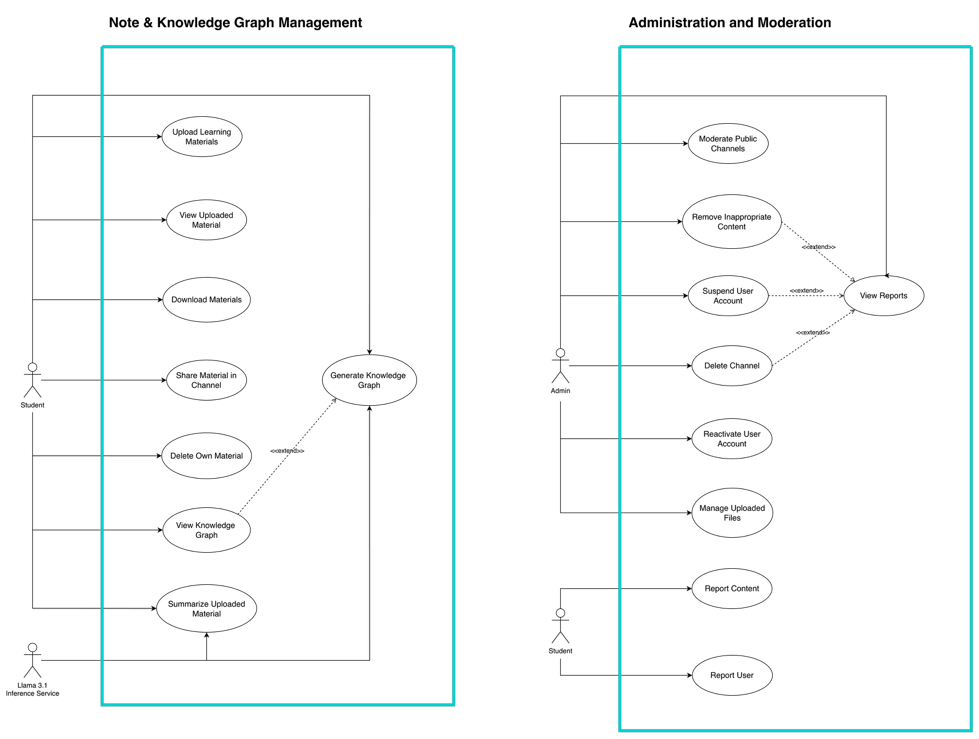 Note & Knowledge Graph Management
Upload Learning
Materials
View Uploaded
Material
Download Materials
Share Material in
Channel
Generate Knowledge
Graph
Student
Delete Own Material
<<extend>>
View Knowledge
Graph
Summarize Uploaded
Material
Llama 3.1
Inference Service
Administration and Moderation
Moderate Public
Channels
Remove Inappropriate
Content
<<extend>>
Suspend User
Account
<<extend>>
View Reports
<<extend>>
Delete Channel
Admin
Reactivate User
Account
Manage Uploaded
Files
Report Content
Student
Report User